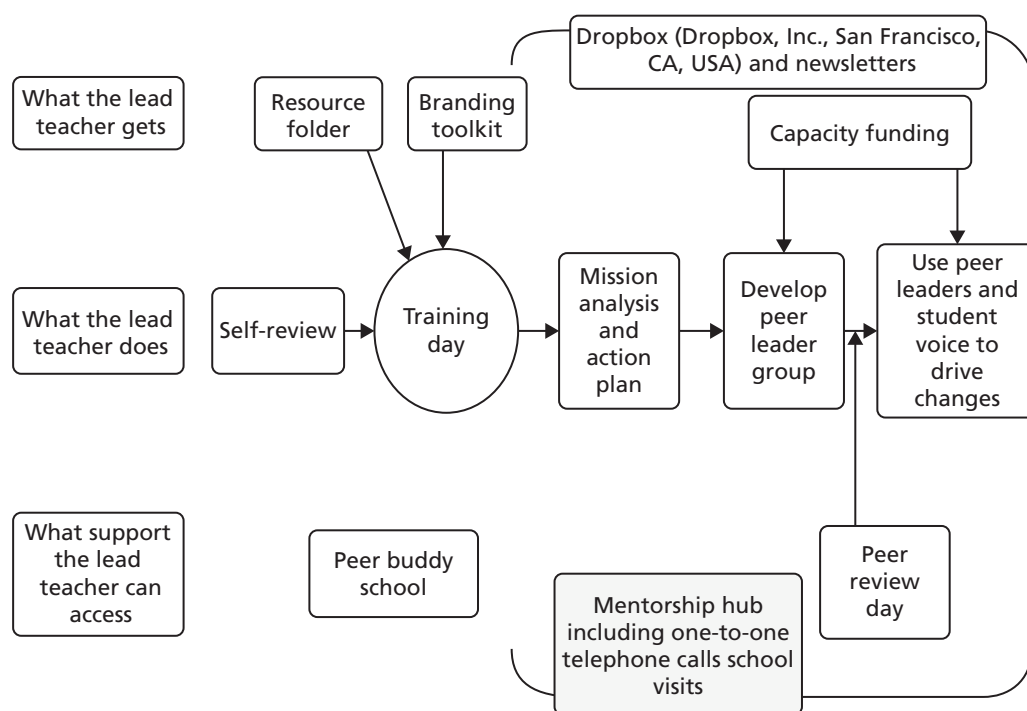 Dropbox (Dropbox, Inc., San Francisco,
CA, USA) and newsletters
What the lead
teacher gets
Resource
folder
Branding
toolkit
Capacity funding
What the lead
teacher does
Self-review
Training
day
Mission
analysis
and
action
plan
Develop
peer
leader
group
Use peer
leaders and
student
voice to
drive
changes
What support
the lead
teacher can
access
Peer buddy
school
Mentorship hub
including one-to-one
telephone calls school
visits
Peer
review
day